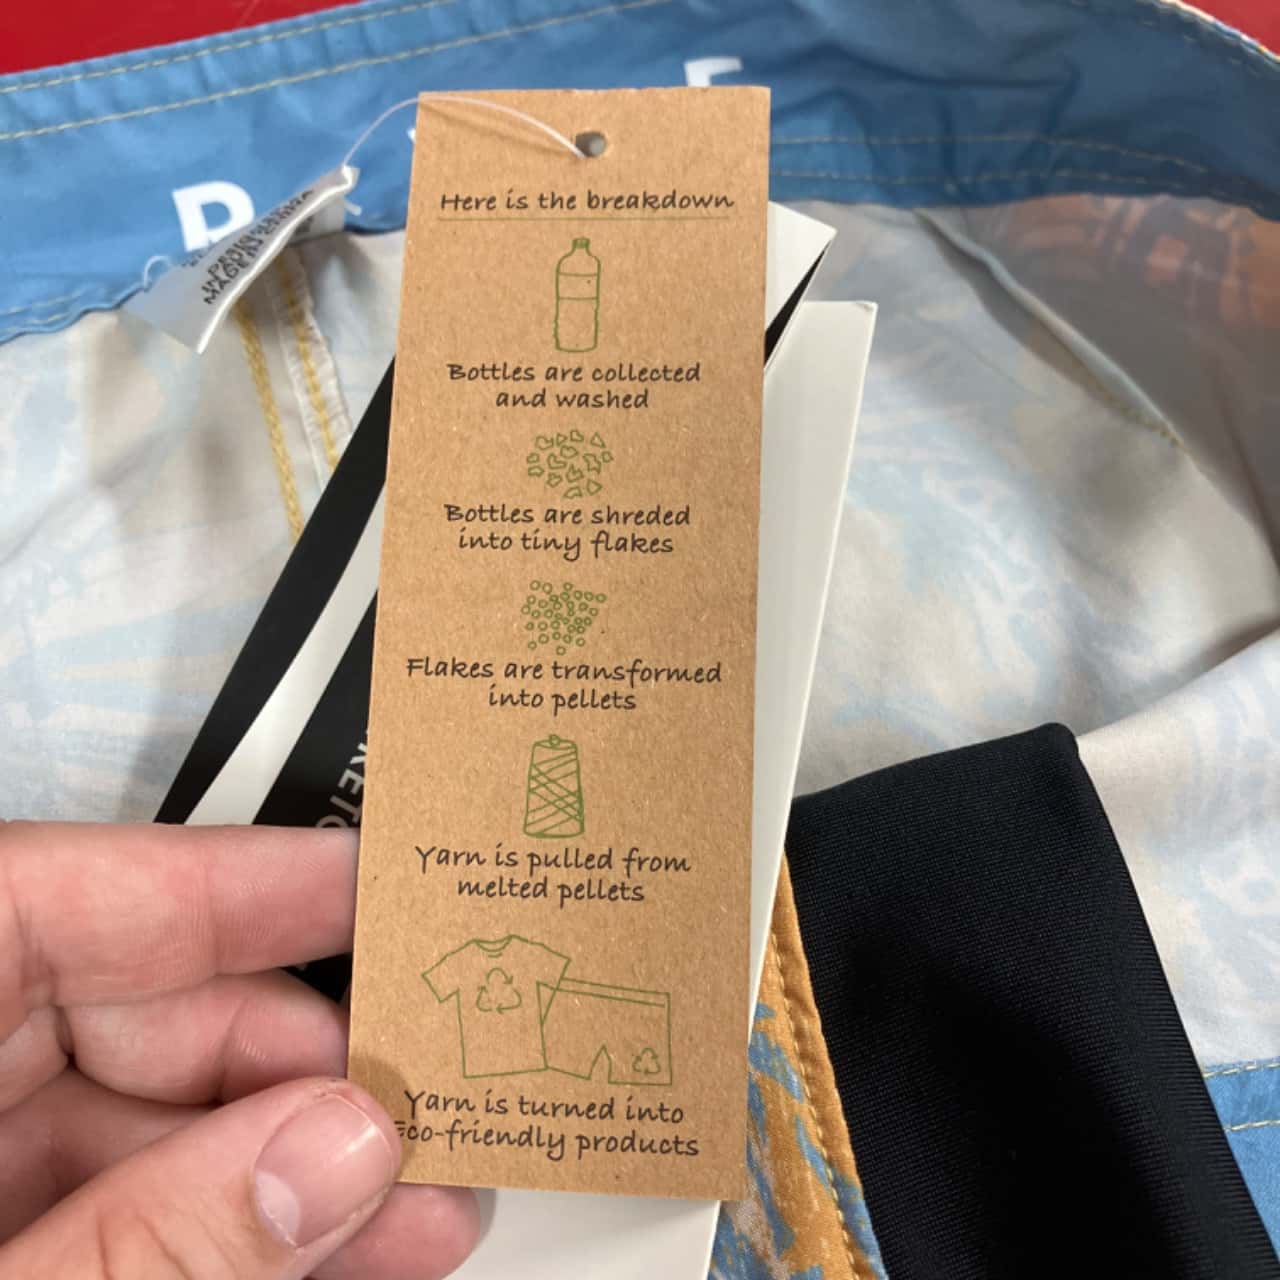 Here is the breakdown
Bottles are collected
and washed
Bottles are shreded
into tiny flakes
Flakes are transformed
into pellets
Yarn is pulled from
melted pellets
Yarn is turned into
Eco-friendly products